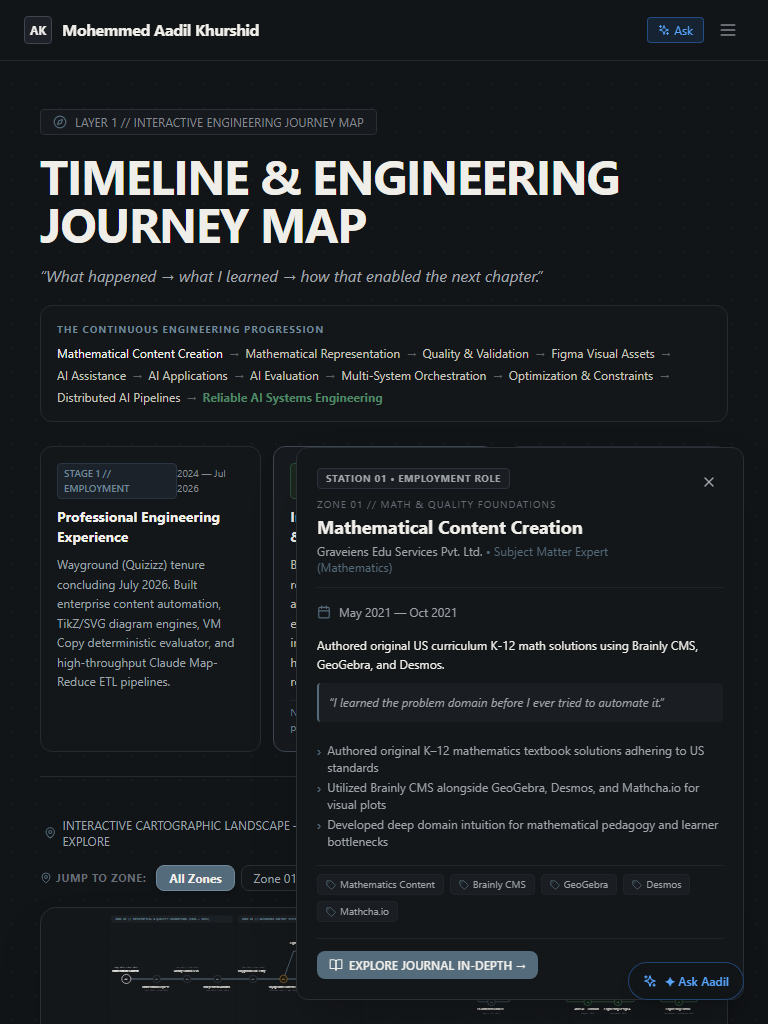 AK
Mohemmed Aadil Khurshid
Ask
LAYER 1 // INTERACTIVE ENGINEERING JOURNEY MAP
TIMELINE & ENGINEERING
JOURNEY MAP
"What happened → what I learned → how that enabled the next chapter."
THE CONTINUOUS ENGINEERING PROGRESSION
Mathematical Content Creation → Mathematical Representation → Quality & Validation → Figma Visual Assets →
AI Assistance → AI Applications → AI Evaluation → Multi-System Orchestration → Optimization & Constraints →
Distributed AI Pipelines → Reliable AI Systems Engineering
STAGE 1 //
EMPLOYMENT
2024 — Jul
2026
Professional Engineering
Experience
Wayground (Quizizz) tenure
concluding July 2026. Built
enterprise content automation,
TikZ/SVG diagram engines, VM
Copy deterministic evaluator, and
high-throughput Claude Map-
Reduce ETL pipelines.
STATION 01 • EMPLOYMENT ROLE
ZONE 01 // MATH & QUALITY FOUNDATIONS
Mathematical Content Creation
Graveiens Edu Services Pvt. Ltd. • Subject Matter Expert
(Mathematics)
May 2021 — Oct 2021
Authored original US curriculum K-12 math solutions using Brainly CMS,
GeoGebra, and Desmos.
"I learned the problem domain before I ever tried to automate it."
› Authored original K–12 mathematics textbook solutions adhering to US
standards
› Utilized Brainly CMS alongside GeoGebra, Desmos, and Mathcha.io for
visual plots
› Developed deep domain intuition for mathematical pedagogy and learner
bottlenecks
Mathematics Content
Brainly CMS
GeoGebra
Desmos
Mathcha.io
EXPLORE JOURNAL IN-DEPTH →
INTERACTIVE CARTOGRAPHIC LANDSCAPE -
EXPLORE
JUMP TO ZONE:
All Zones
Zone 01
✦ Ask Aadil